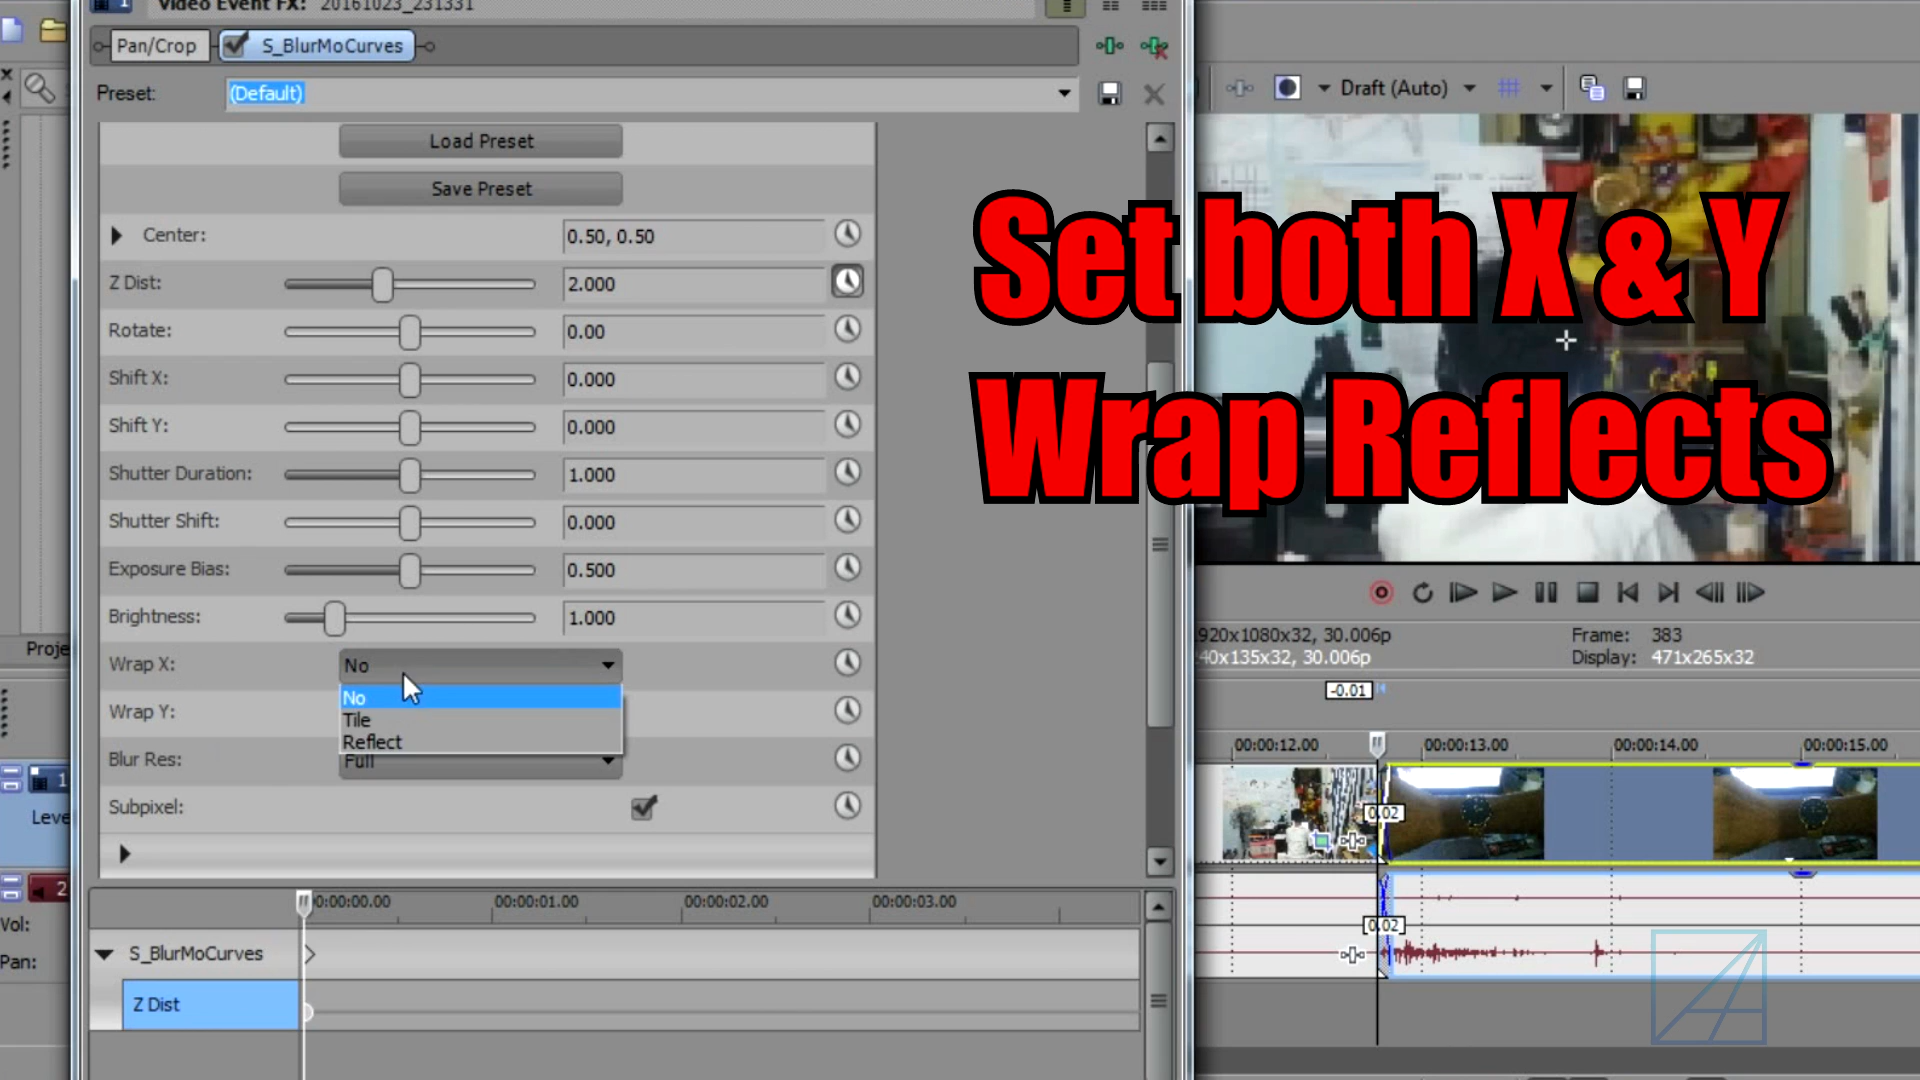 Video Event FX: 20161023_231331
Pan/Crop S_BlurMoCurves
Preset: (Default)
Draft (Auto)
Load Preset
Save Preset
Center: 0.50, 0.50
Z Dist: 2.000
Rotate: 0.00
Shift X: 0.000
Shift Y: 0.000
Shutter Duration: 1.000
Shutter Shift: 0.000
Exposure Bias: 0.500
Brightness: 1.000
Wrap X: No
No
Wrap Y:
Tile
Reflect
Blur Res: Full
Subpixel:
Set both X & Y
Wrap Reflects
1920x1080x32, 30.006p
Frame: 383
40x135x32, 30.006p
Display: 471x265x32
-0.01
00:00:12.00 00:00:13.00 00:00:14.00 00:00:15.00
0.02
0.02
Proje
1
Leve
2
Vol:
Pan:
0:00:00.00 00:00:01.00 00:00:02.00 00:00:03.00
S_BlurMoCurves
Z Dist